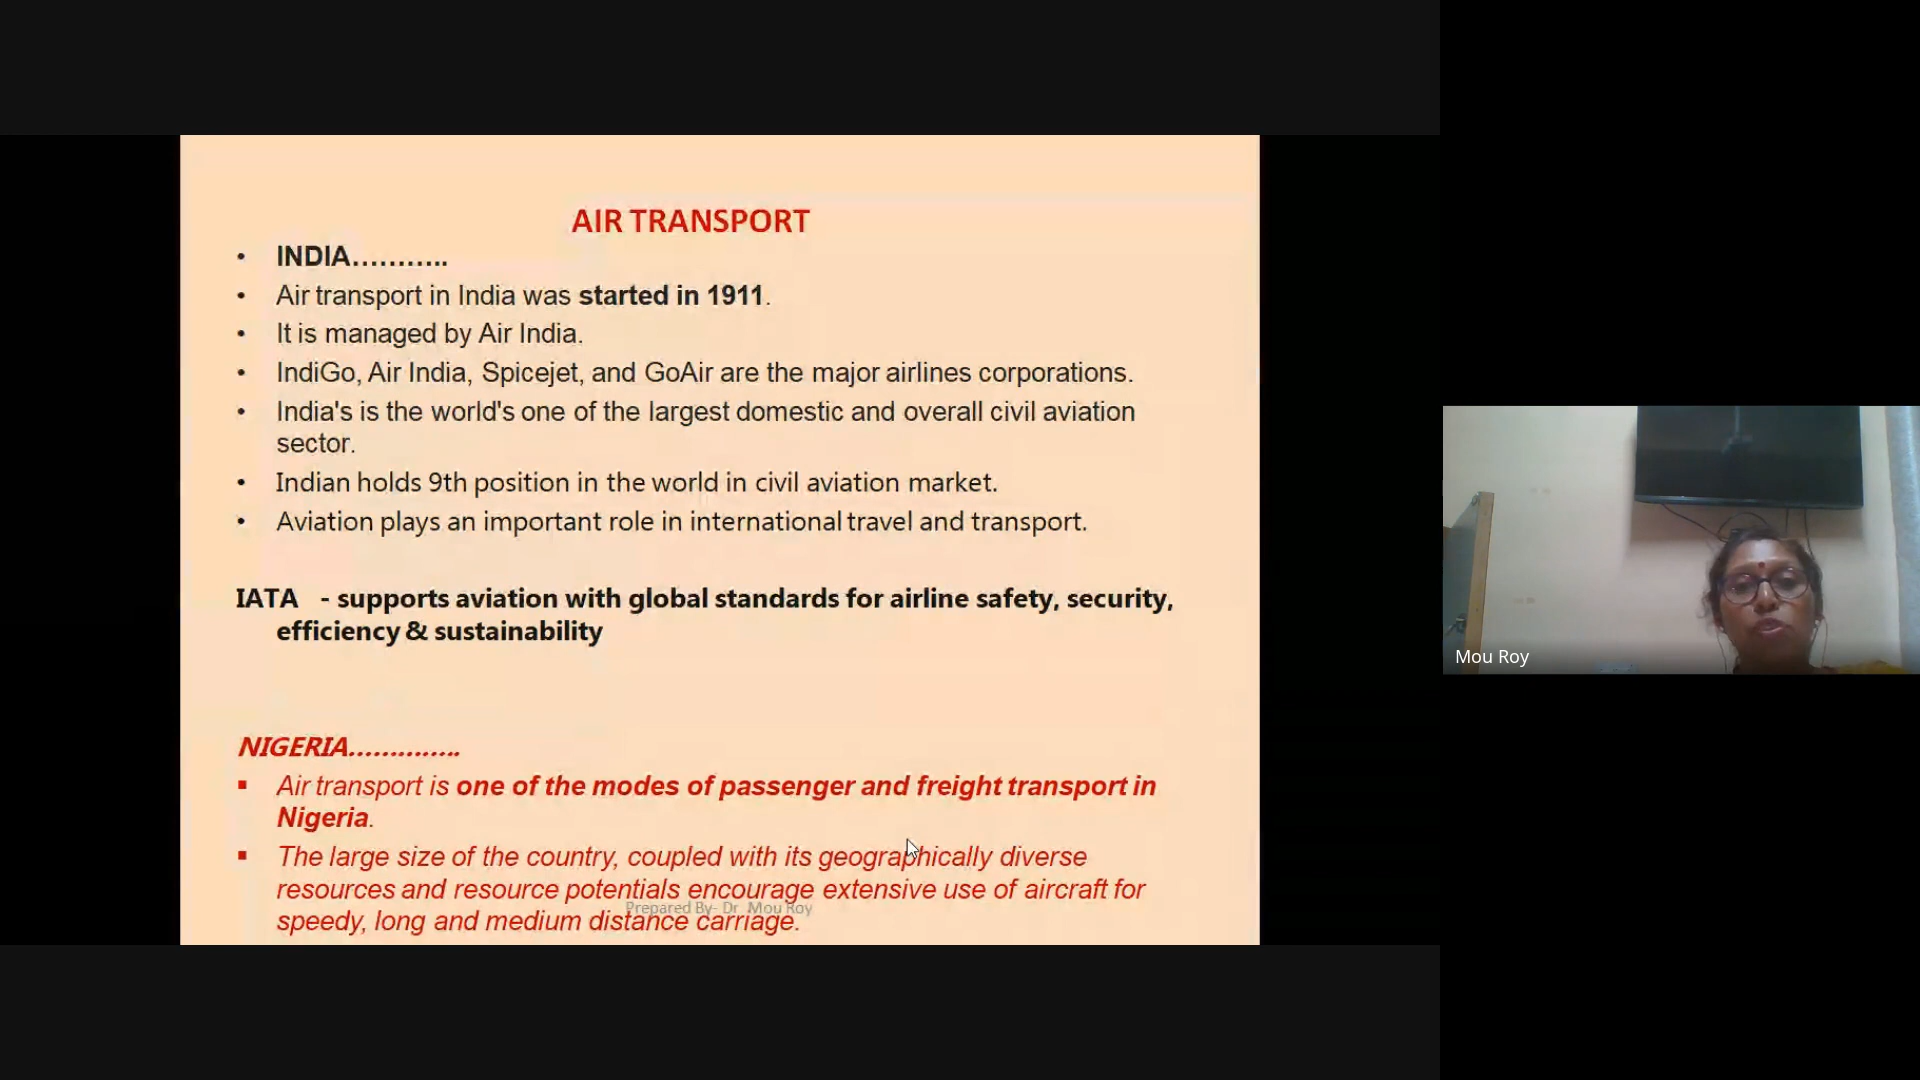 AIR TRANSPORT
• INDIA………..
• Air transport in India was started in 1911.
• It is managed by Air India.
• IndiGo, Air India, Spicejet, and GoAir are the major airlines corporations.
• India's is the world's one of the largest domestic and overall civil aviation
sector.
• Indian holds 9th position in the world in civil aviation market.
• Aviation plays an important role in international travel and transport.
IATA - supports aviation with global standards for airline safety, security,
efficiency & sustainability
NIGERIA………….
▪ Air transport is one of the modes of passenger and freight transport in
Nigeria.
▪ The large size of the country, coupled with its geographically diverse
resources and resource potentials encourage extensive use of aircraft for
speedy, long and medium distance carriage.
Prepared By- Dr Mou Roy
Mou Roy